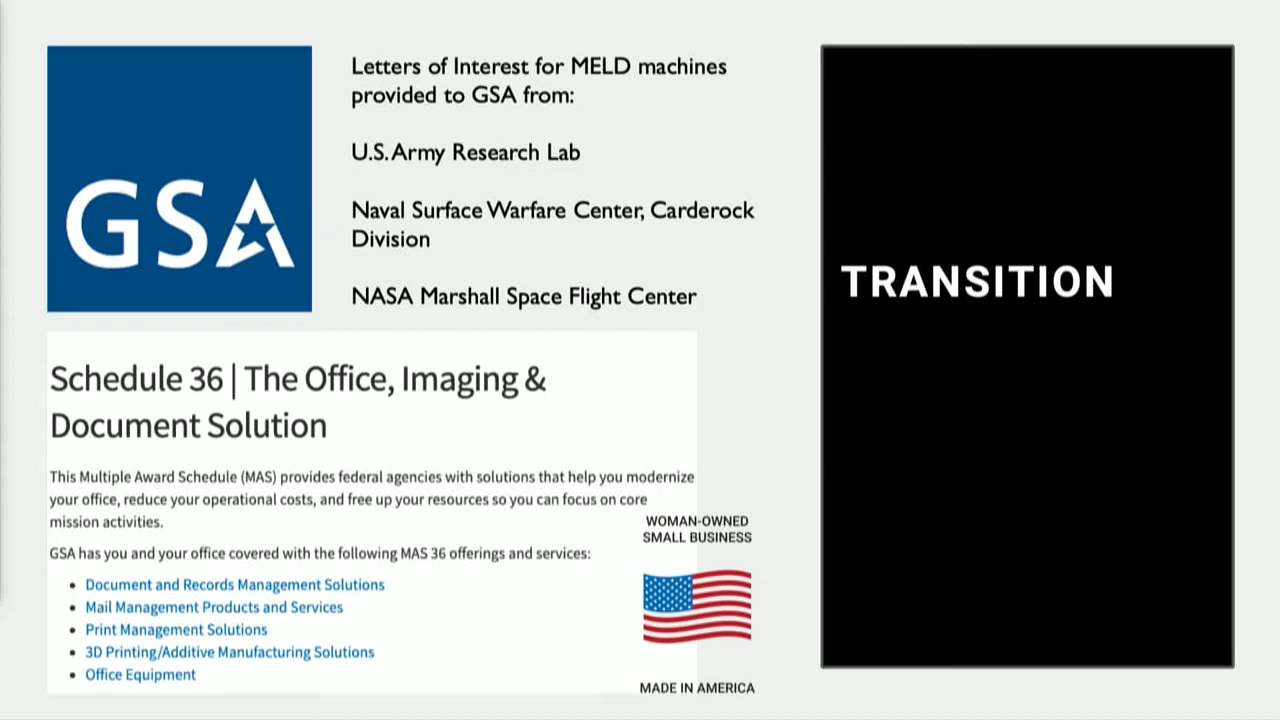 GSA
Letters of Interest for MELD machines
provided to GSA from:
U.S. Army Research Lab
Naval Surface Warfare Center, Carderock
Division
NASA Marshall Space Flight Center
Schedule 36 | The Office, Imaging &
Document Solution
This Multiple Award Schedule (MAS) provides federal agencies with solutions that help you modernize
your office, reduce your operational costs, and free up your resources so you can focus on core
mission activities.
GSA has you and your office covered with the following MAS 36 offerings and services:
• Document and Records Management Solutions
• Mail Management Products and Services
• Print Management Solutions
• 3D Printing/Additive Manufacturing Solutions
• Office Equipment
WOMAN-OWNED
SMALL BUSINESS
MADE IN AMERICA
TRANSITION